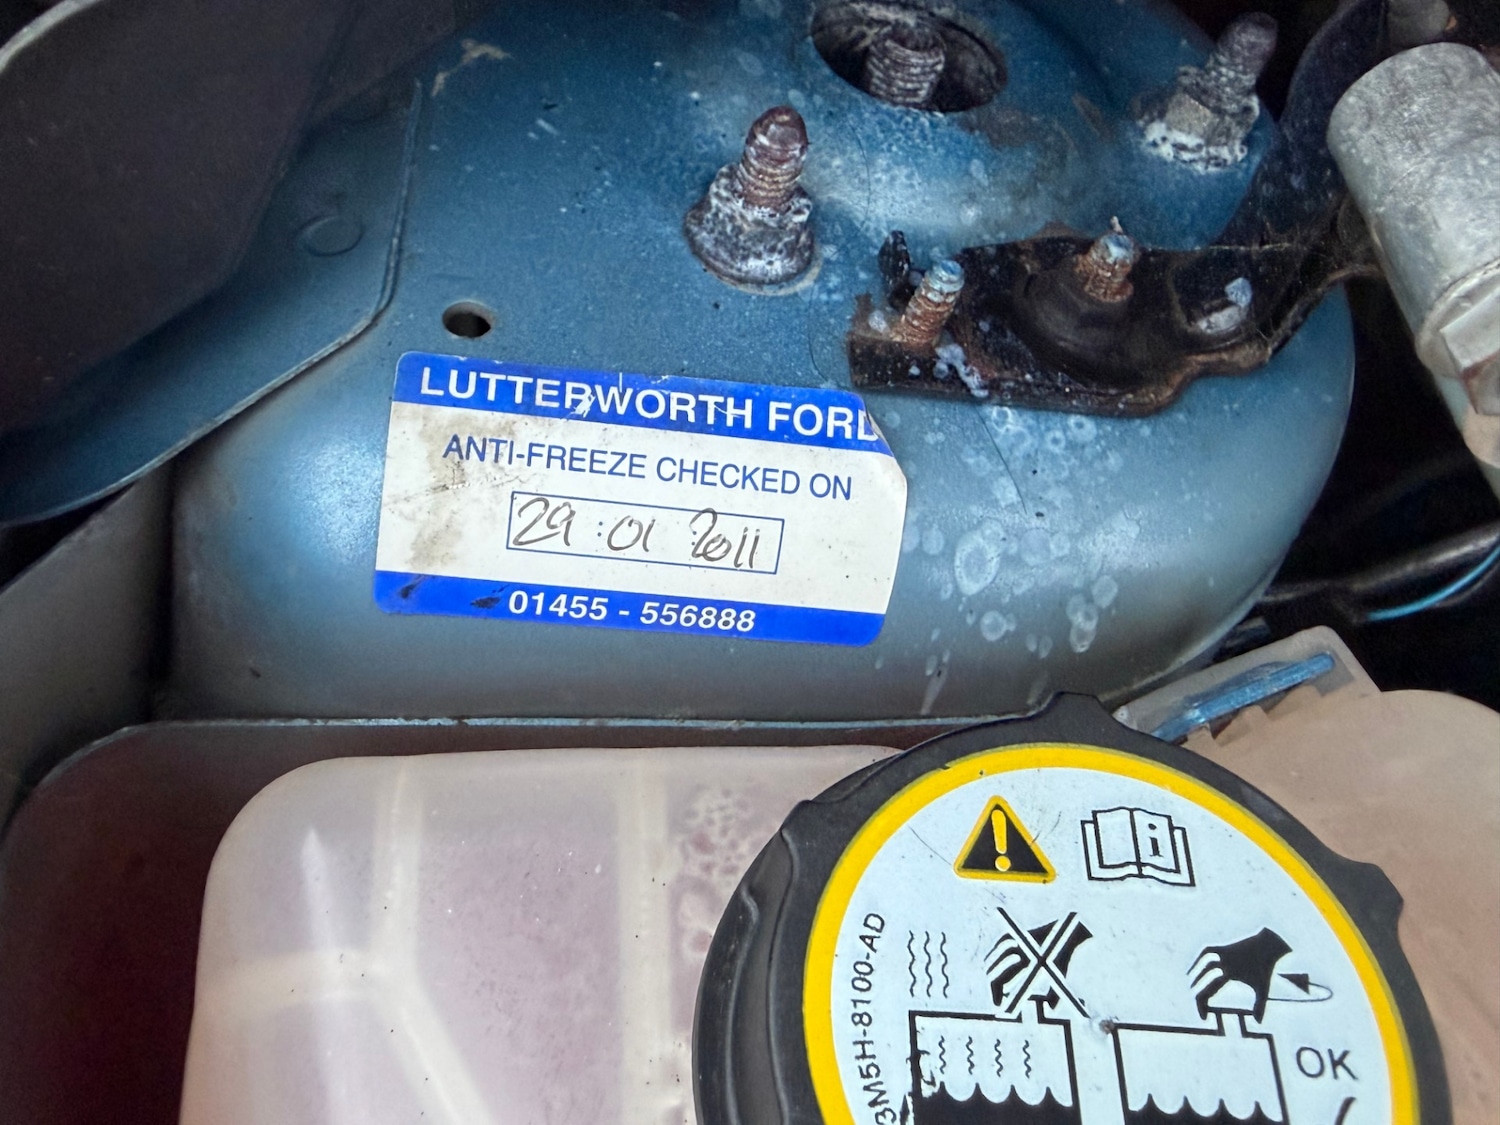 LUTTERWORTH FORD
ANTI-FREEZE CHECKED ON
29:01 2011
01455 - 556888
3M5H-8100-AD
OK